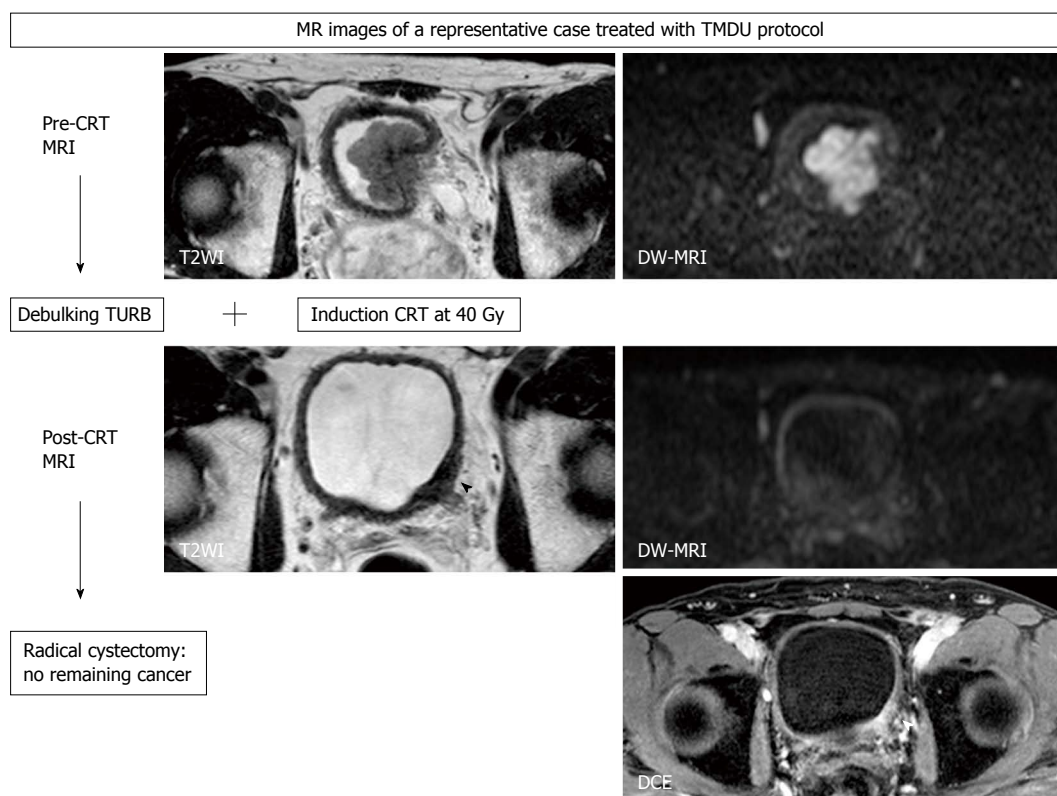 MR images of a representative case treated with TMDU protocol
Pre-CRT
MRI
T2WI
DW-MRI
Debulking TURB
+
Induction CRT at 40 Gy
Post-CRT
MRI
T2WI
DW-MRI
Radical cystectomy:
no remaining cancer
DCE